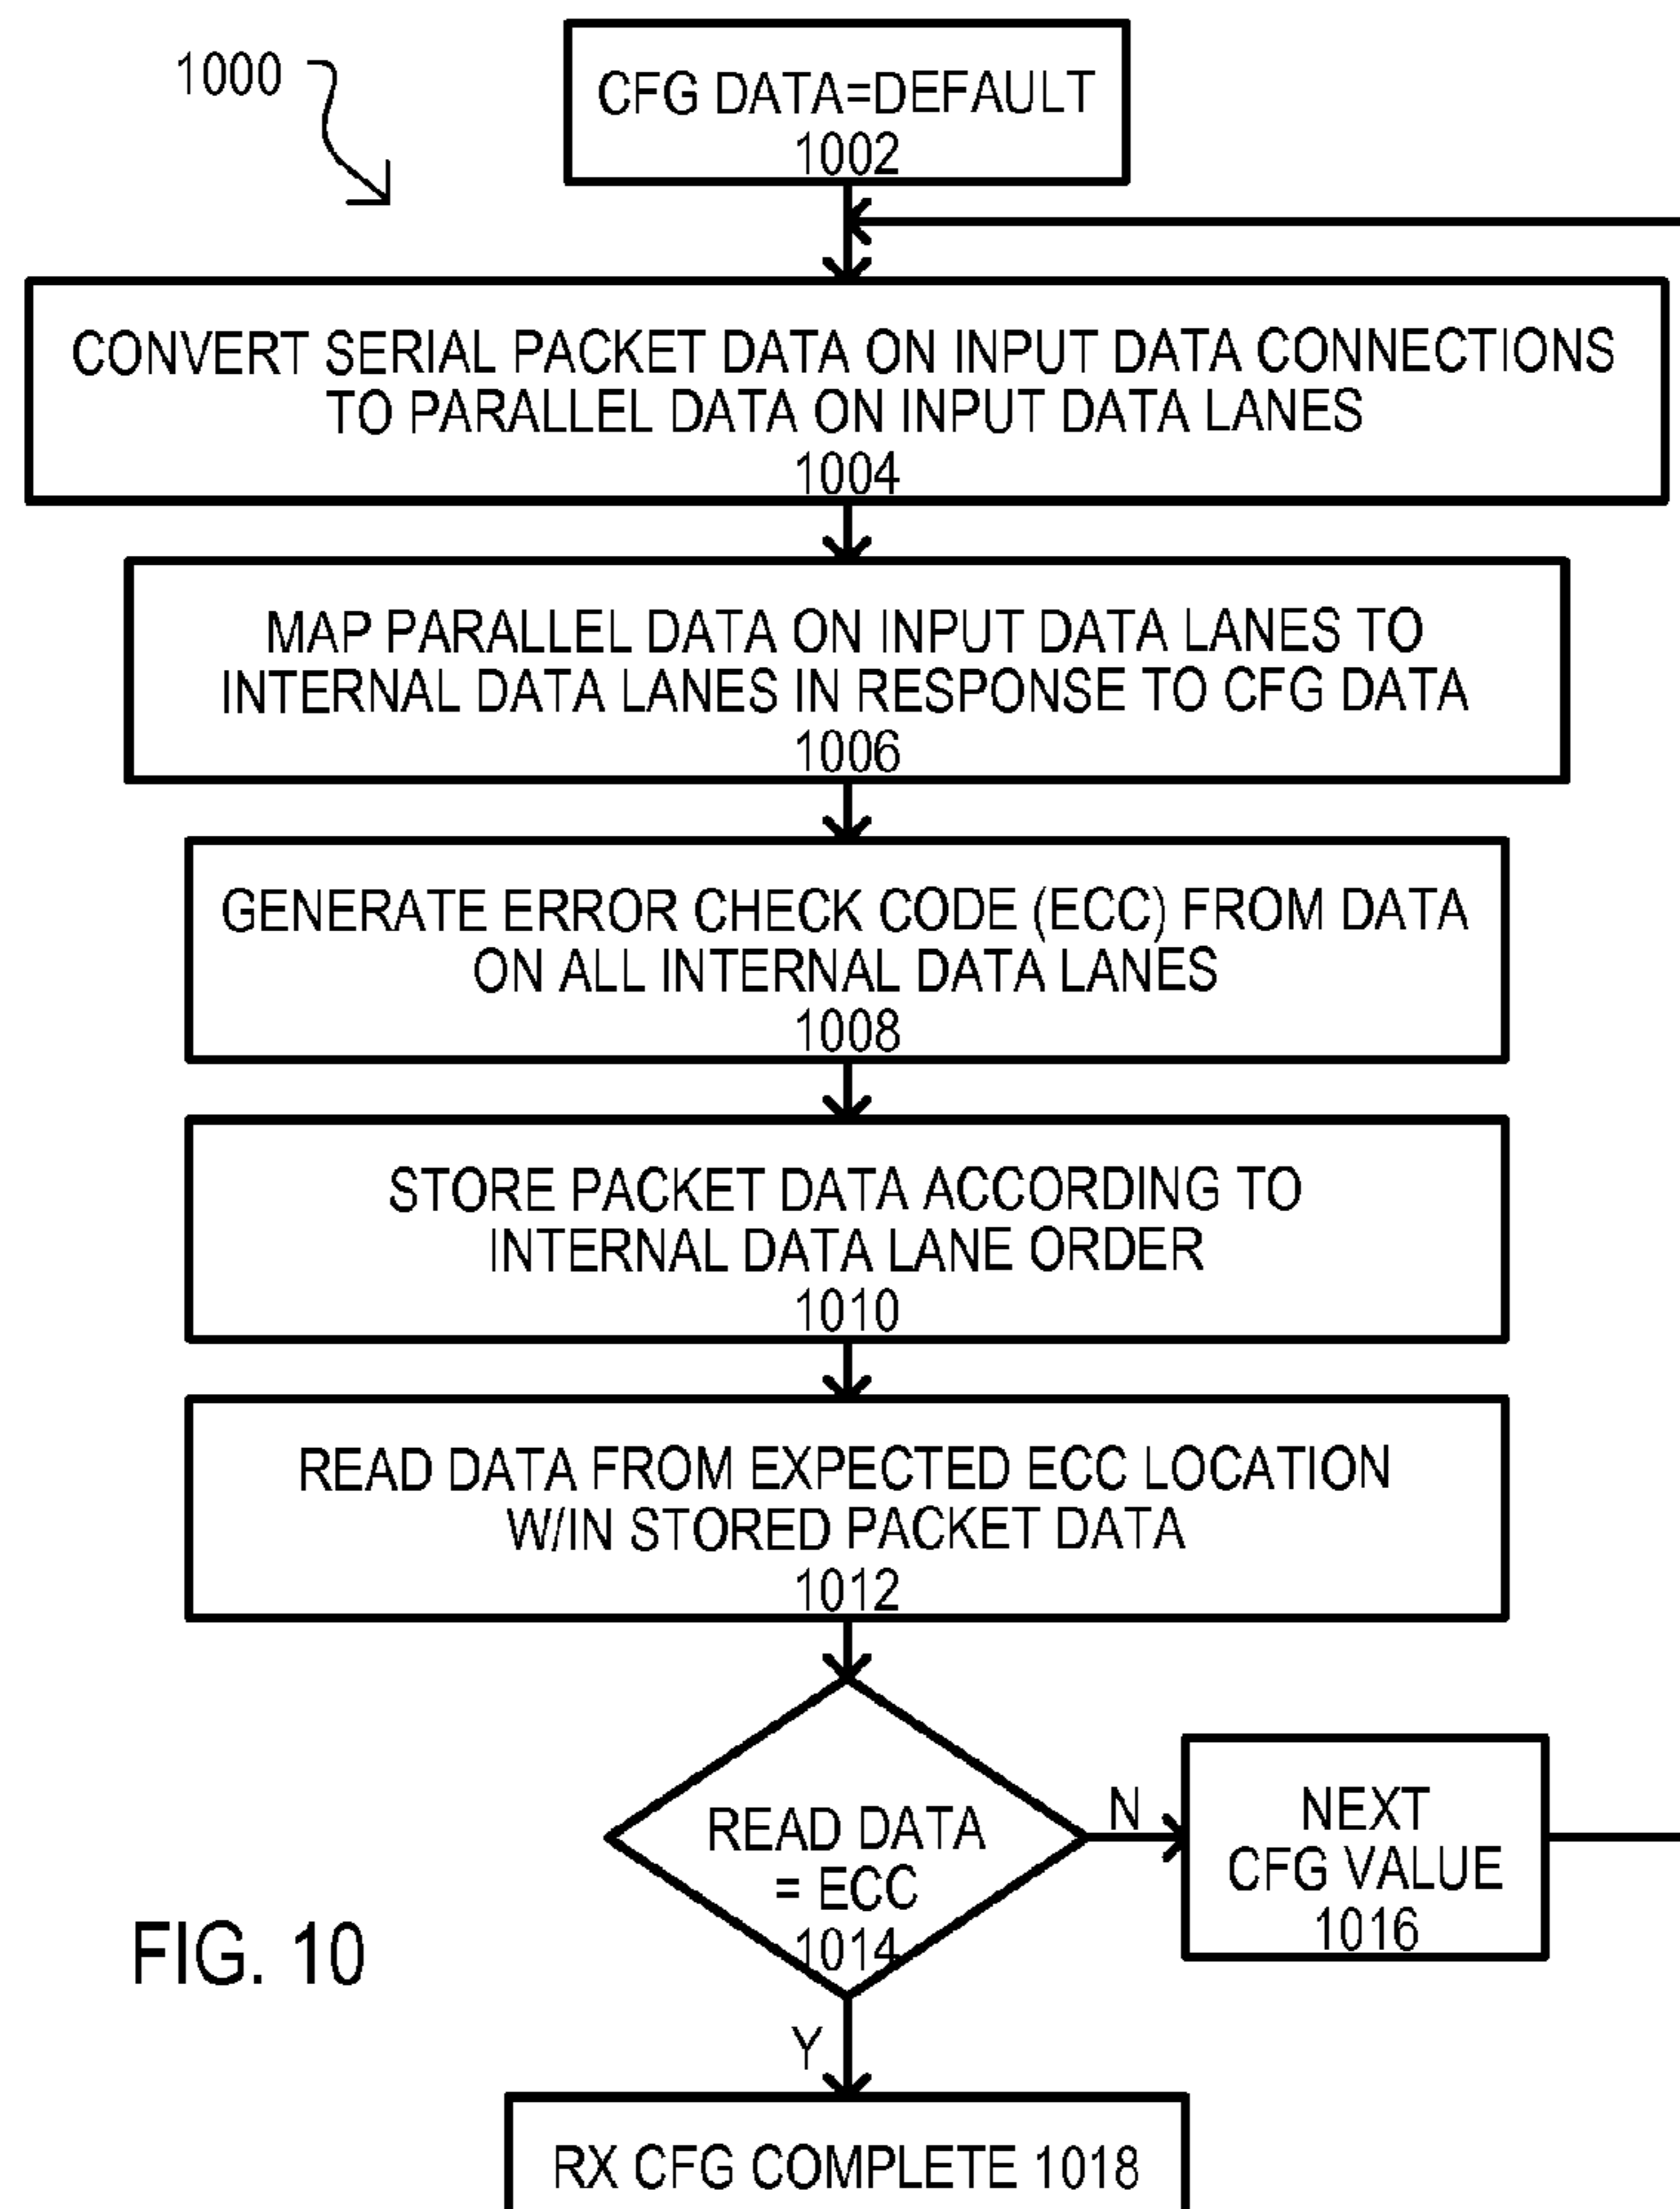 1000
CFG DATA=DEFAULT
1002
CONVERT SERIAL PACKET DATA ON INPUT DATA CONNECTIONS
TO PARALLEL DATA ON INPUT DATA LANES
1004
MAP PARALLEL DATA ON INPUT DATA LANES TO
INTERNAL DATA LANES IN RESPONSE TO CFG DATA
1006
GENERATE ERROR CHECK CODE (ECC) FROM DATA
ON ALL INTERNAL DATA LANES
1008
STORE PACKET DATA ACCORDING TO
INTERNAL DATA LANE ORDER
1010
READ DATA FROM EXPECTED ECC LOCATION
W/IN STORED PACKET DATA
1012
READ DATA
= ECC
1014
N
NEXT
CFG VALUE
1016
Y
RX CFG COMPLETE 1018
FIG. 10